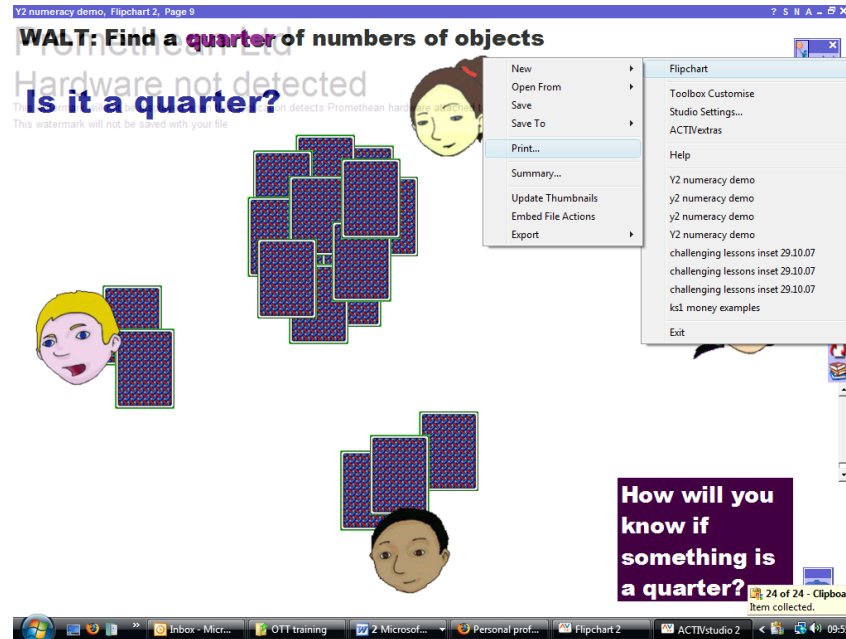 Y2 numeracy demo, Flipchart 2, Page 9
? S N A
Promethean Ltd
WALT: Find a quarter of numbers of objects
Hardware not detected
Is it a quarter?
This watermark will not be saved with your file
New
Open From
Save
Save To
Print...
Summary...
Update Thumbnails
Embed File Actions
Export
Flipchart
Toolbox Customise
Studio Settings...
ACTIVextras
Help
Y2 numeracy demo
y2 numeracy demo
y2 numeracy demo
Y2 numeracy demo
challenging lessons inset 29.10.07
challenging lessons inset 29.10.07
challenging lessons inset 29.10.07
ks1 money examples
Exit
How will you
know if
something is
a quarter?
24 of 24 - Clipboa
Item collected.
Inbox - Micr...
OTT training
2 Microsof...
Personal prof...
Flipchart 2
ACTIVstudio 2
09:5